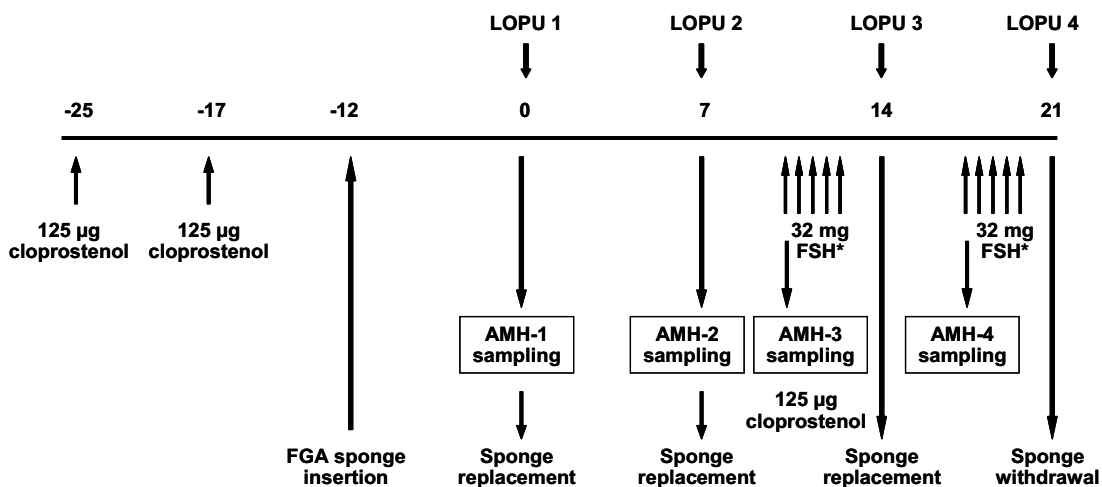 LOPU 1 LOPU 2 LOPU 3 LOPU 4
-25 -17 -12 0 7 14 21
125 µg
cloprostenol
125 µg
cloprostenol
32 mg
FSH*
32 mg
FSH*
AMH-1
sampling
AMH-2
sampling
AMH-3
sampling
AMH-4
sampling
125 µg
cloprostenol
FGA sponge
insertion
Sponge
replacement
Sponge
replacement
Sponge
replacement
Sponge
withdrawal